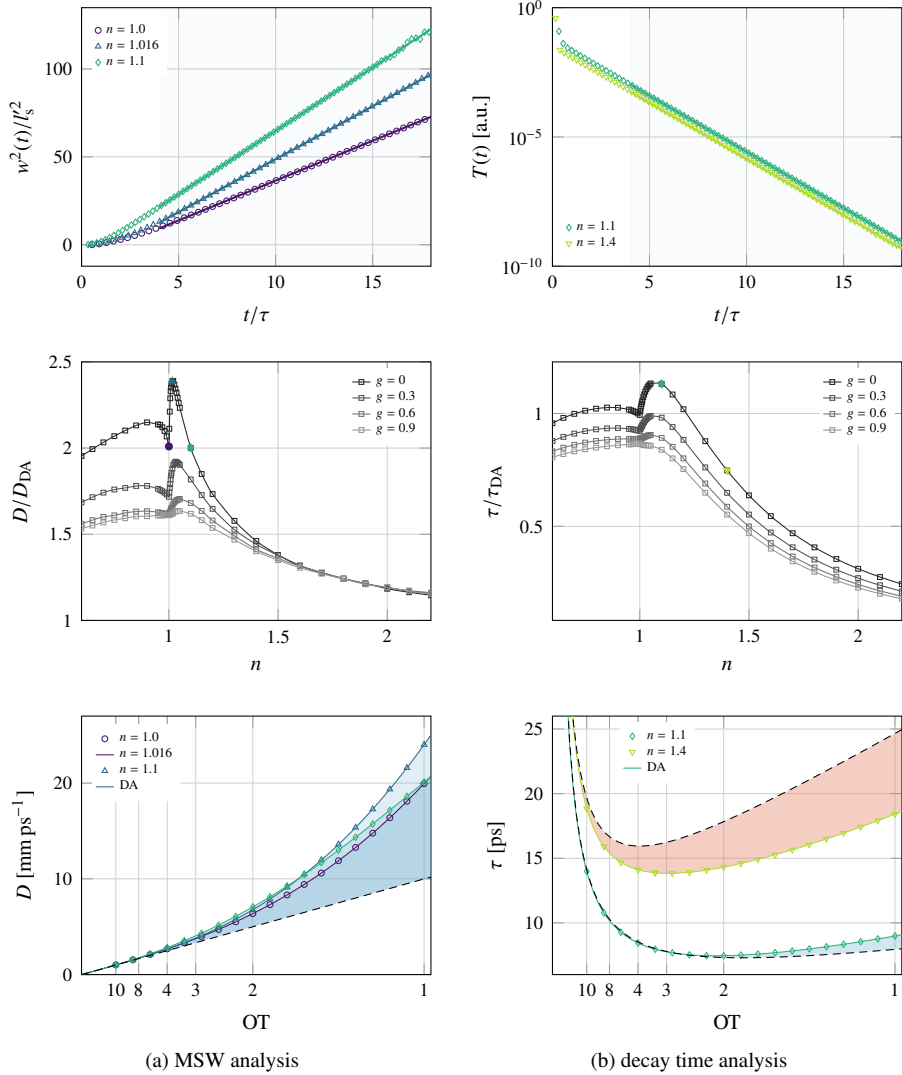 n = 1.0
n = 1.016
n = 1.1
100
50
0
0
5
10
15
w²(t)/l′ₛ²
t/τ
10⁰
10⁻⁵
10⁻¹⁰
0
5
10
15
T(t) [a.u.]
n = 1.1
n = 1.4
t/τ
2.5
2
1.5
1
1
1.5
2
D/D_DA
g = 0
g = 0.3
g = 0.6
g = 0.9
n
1
0.5
1
1.5
2
τ/τ_DA
g = 0
g = 0.3
g = 0.6
g = 0.9
n
n = 1.0
n = 1.016
n = 1.1
DA
20
10
0
10
8
4
3
2
1
D [mm ps⁻¹]
OT
n = 1.1
n = 1.4
DA
25
20
15
10
10
8
4
3
2
1
τ [ps]
OT
(a) MSW analysis
(b) decay time analysis